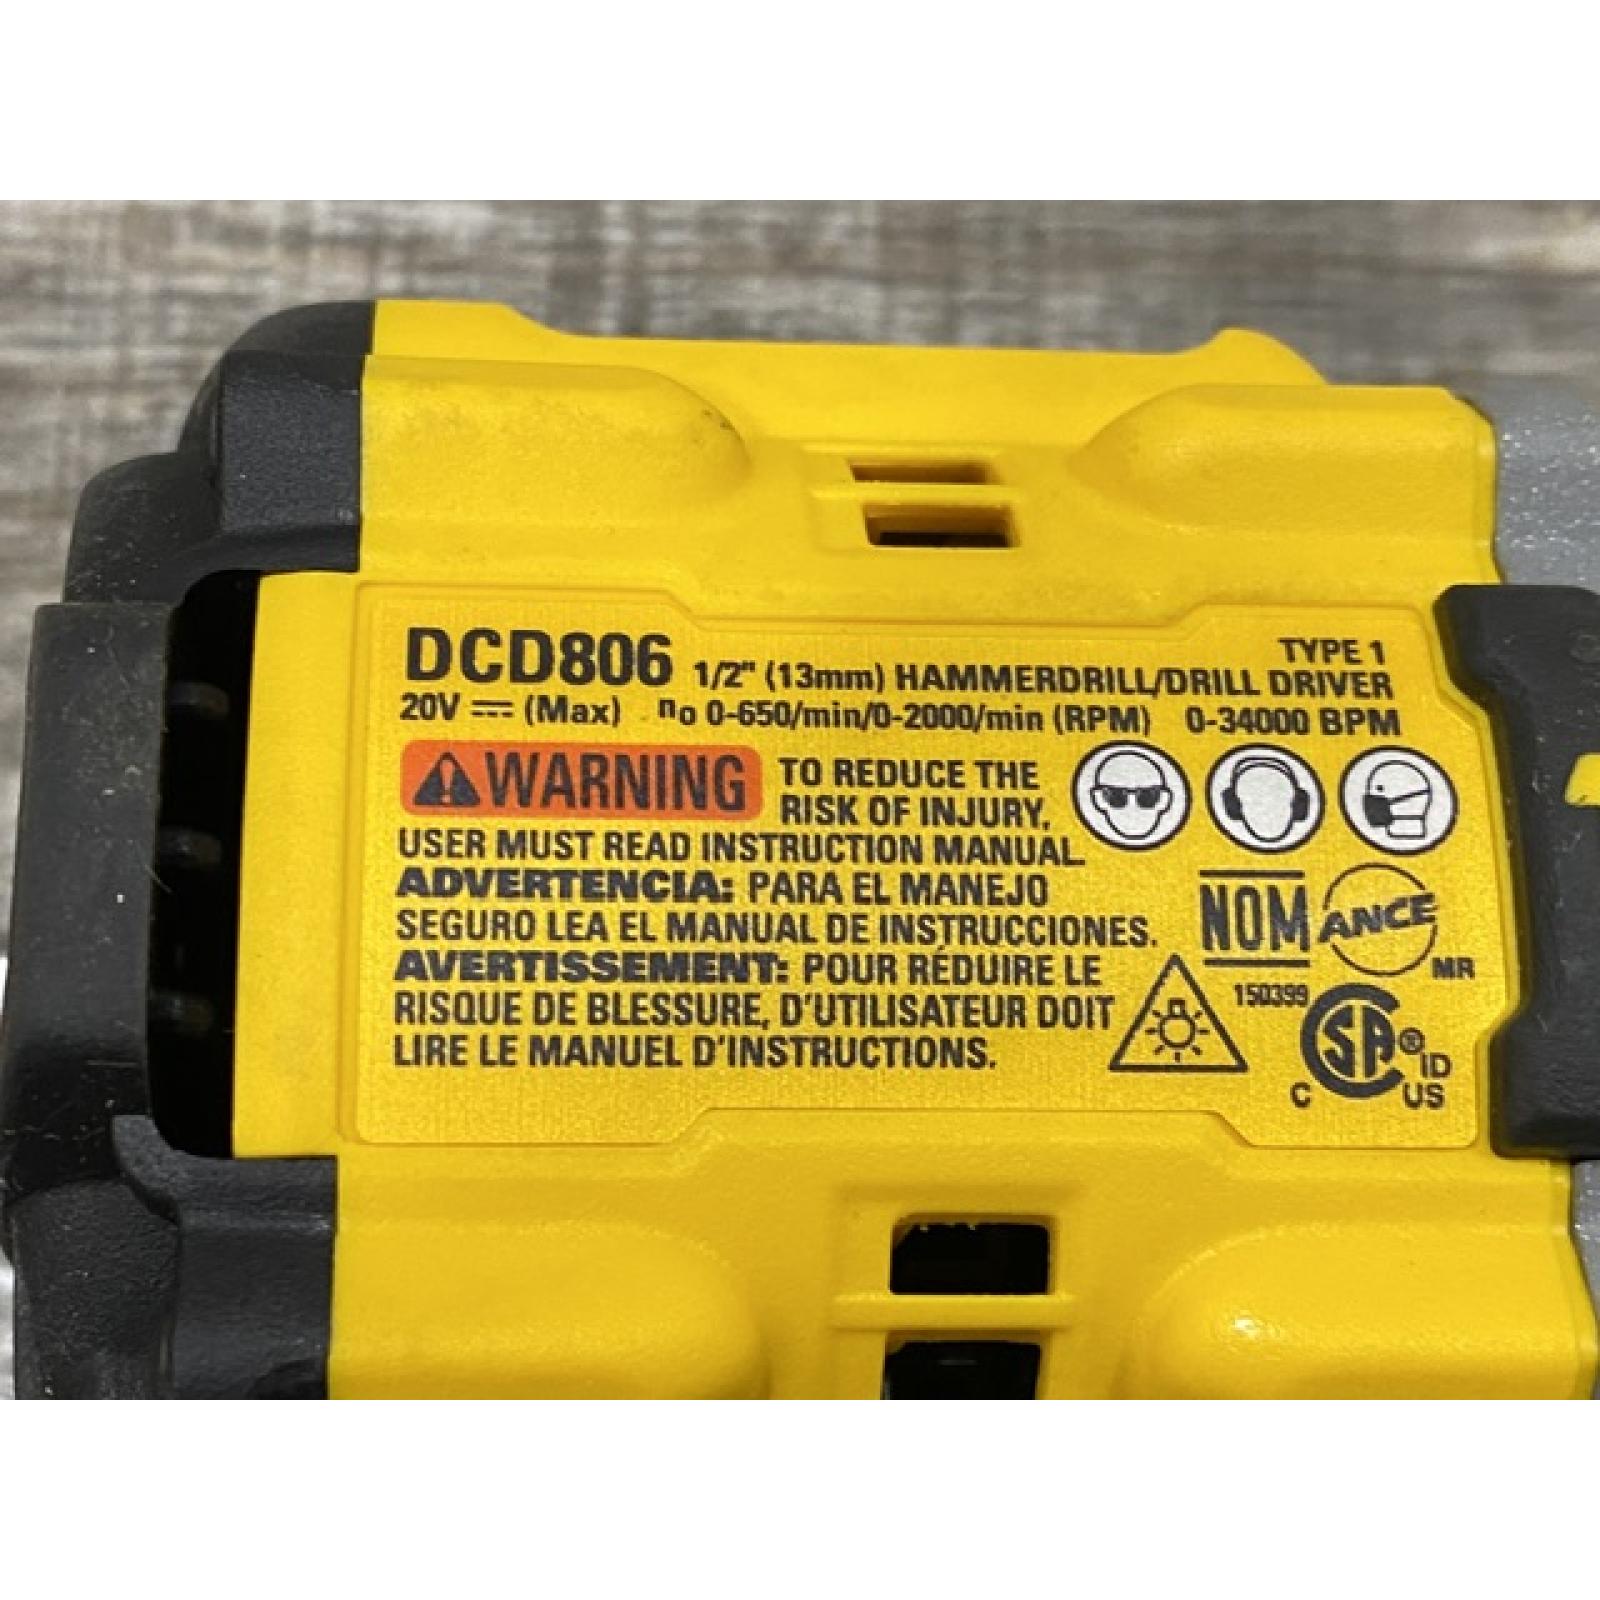 DCD806 1/2" (13mm) HAMMERDRILL/DRILL DRIVER TYPE 1
20V ⎓ (Max) no 0-650/min/0-2000/min (RPM) 0-34000 BPM
⚠WARNING TO REDUCE THE
RISK OF INJURY,
USER MUST READ INSTRUCTION MANUAL.
ADVERTENCIA: PARA EL MANEJO
SEGURO LEA EL MANUAL DE INSTRUCCIONES.
AVERTISSEMENT: POUR RÉDUIRE LE
RISQUE DE BLESSURE, D'UTILISATEUR DOIT
LIRE LE MANUEL D'INSTRUCTIONS.
NOM ANCE
MR
150399
CSA® ID
C US